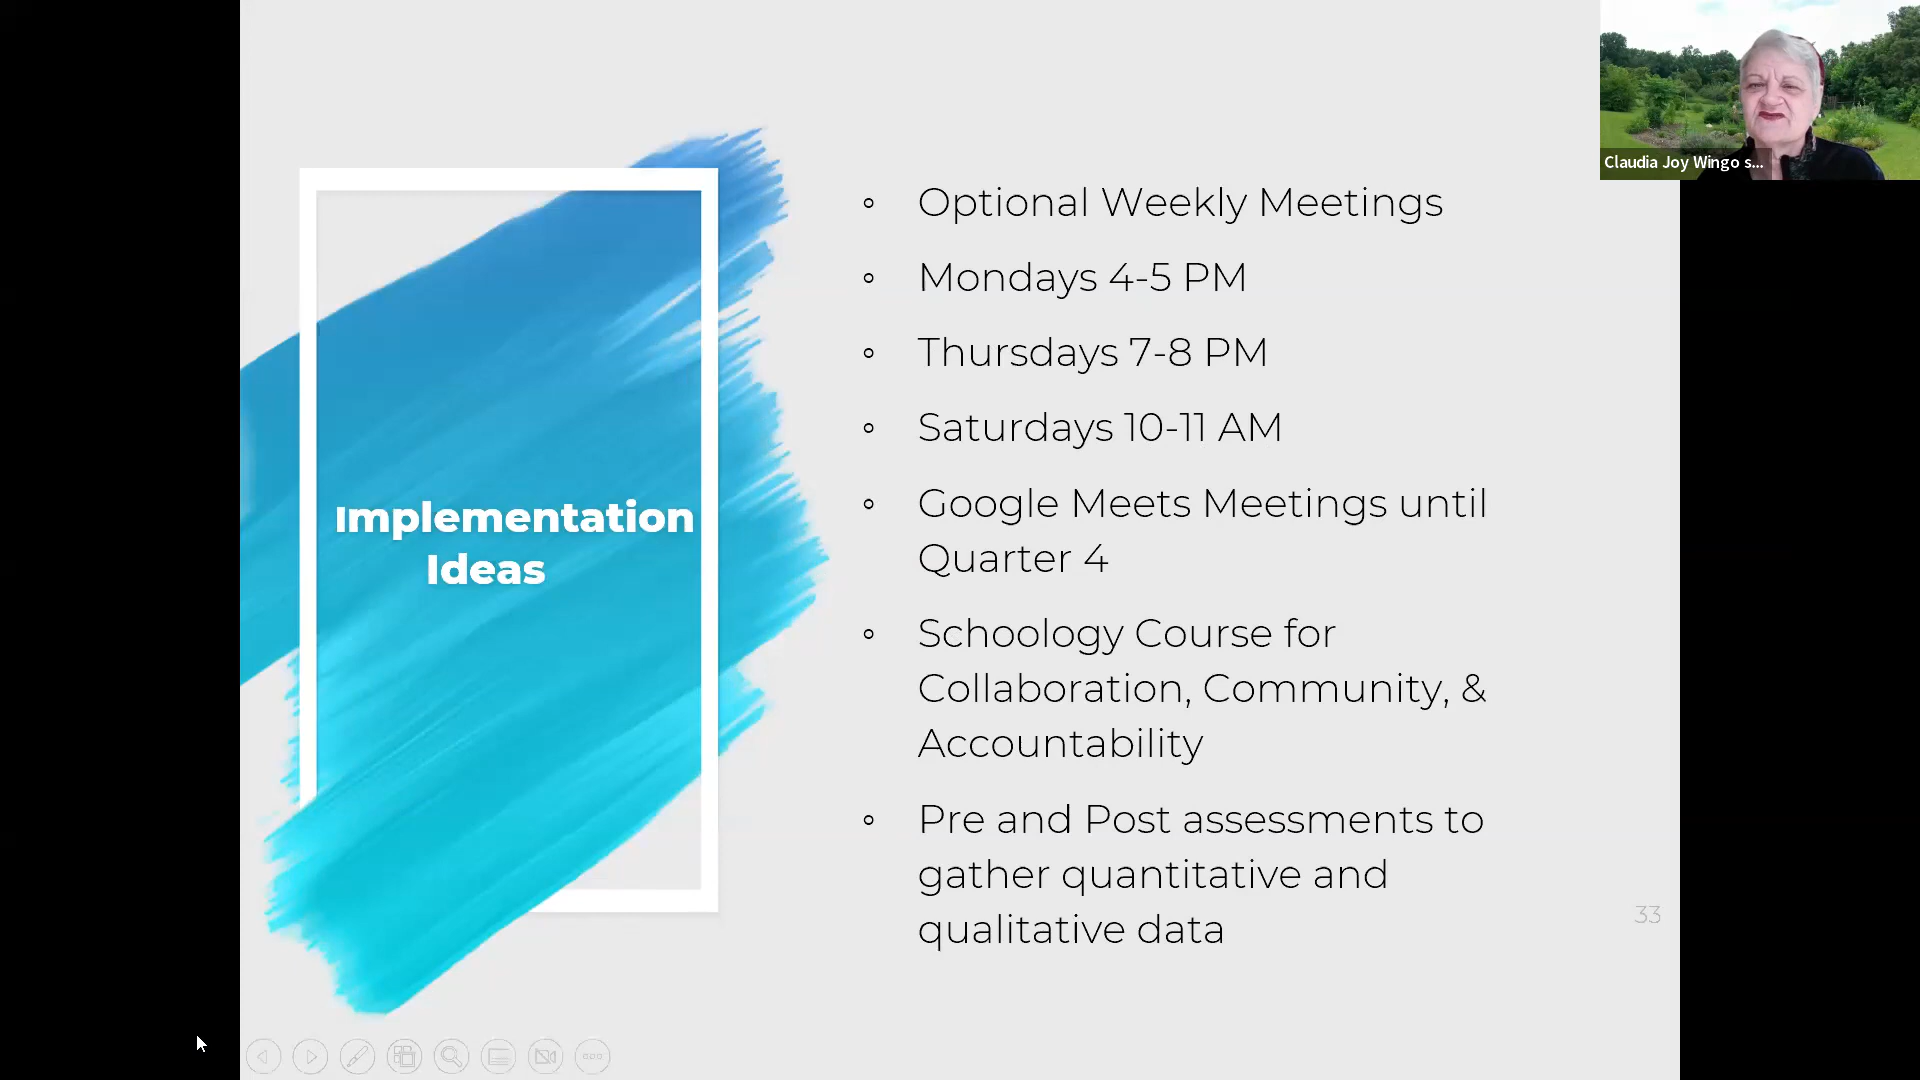 Claudia Joy Wingo s...
Implementation
Ideas
Optional Weekly Meetings
Mondays 4-5 PM
Thursdays 7-8 PM
Saturdays 10-11 AM
Google Meets Meetings until
Quarter 4
Schoology Course for
Collaboration, Community, &
Accountability
Pre and Post assessments to
gather quantitative and
qualitative data
33